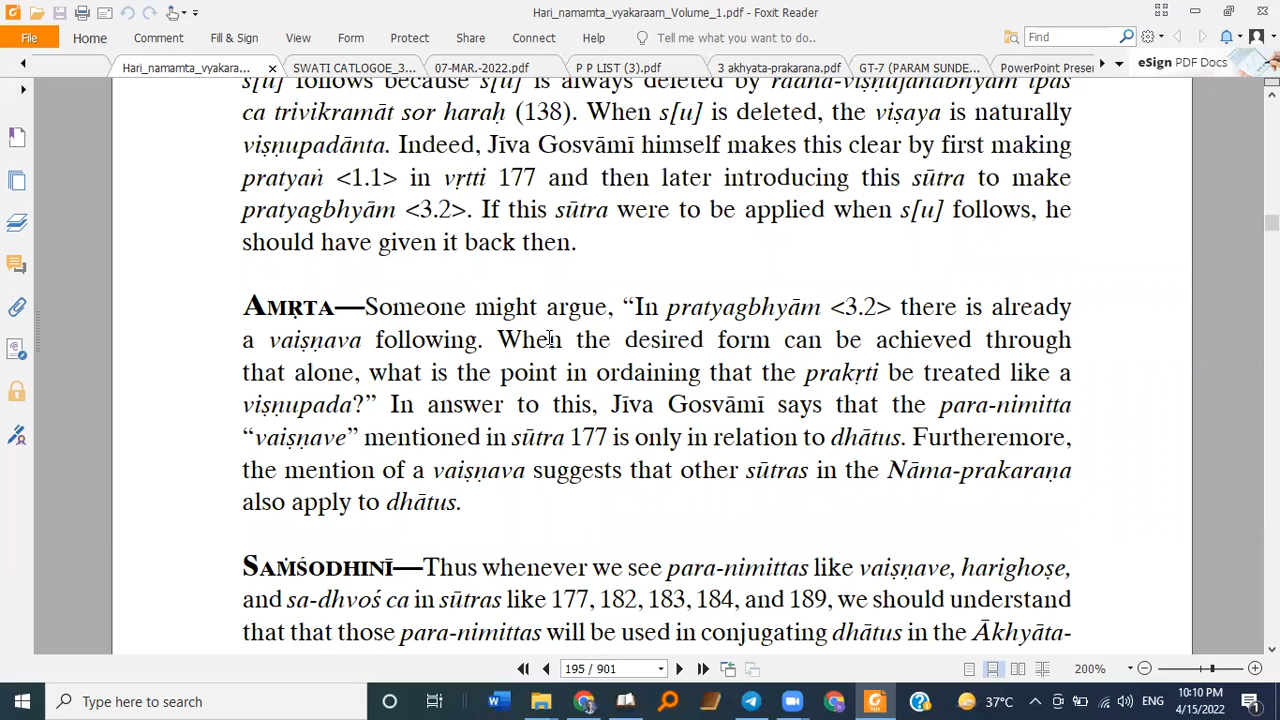 Hari_namamta_vyakaraam_Volume_1.pdf - Foxit Reader
File Home Comment Fill & Sign View Form Protect Share Connect Help Tell me what you want to do... Find
Hari_namamta_vyakara... SWATI CATLOGOE_3... 07-MAR.-2022.pdf P P LIST (3).pdf 3 akhyata-prakarana.pdf GT-7 (PARAM SUNDE... PowerPoint Presen eSign PDF Docs
s[u] follows because s[u] is always deleted by rādhā-viṣṇujanābhyām īpas
ca trivikramāt sor haraḥ (138). When s[u] is deleted, the viṣaya is naturally
viṣṇupadānta. Indeed, Jīva Gosvāmī himself makes this clear by first making
pratyaṅ <1.1> in vṛtti 177 and then later introducing this sūtra to make
pratyagbhyām <3.2>. If this sūtra were to be applied when s[u] follows, he
should have given it back then.
AMṚTA—Someone might argue, “In pratyagbhyām <3.2> there is already
a vaiṣṇava following. When the desired form can be achieved through
that alone, what is the point in ordaining that the prakṛti be treated like a
viṣṇupada?” In answer to this, Jīva Gosvāmī says that the para-nimitta
“vaiṣṇave” mentioned in sūtra 177 is only in relation to dhātus. Furthermore,
the mention of a vaiṣṇava suggests that other sūtras in the Nāma-prakaraṇa
also apply to dhātus.
SAṀŚODHINĪ—Thus whenever we see para-nimittas like vaiṣṇave, harighoṣe,
and sa-dhvoś ca in sūtras like 177, 182, 183, 184, and 189, we should understand
that that those para-nimittas will be used in conjugating dhātus in the Ākhyāta-
195 / 901 200%
Type here to search 37°C ENG 10:10 PM
4/15/2022